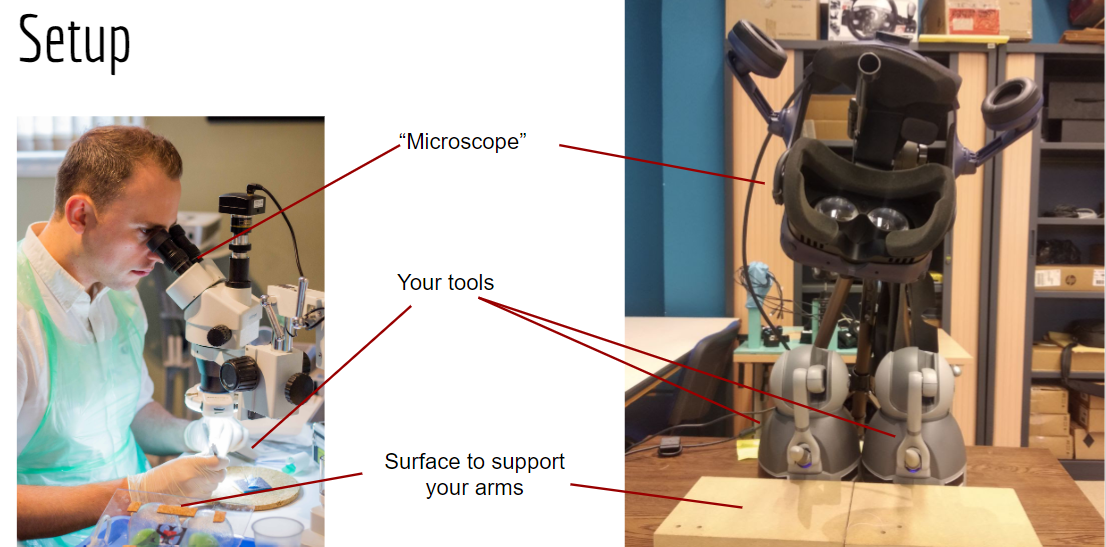 Setup
“Microscope”
Your tools
Surface to support
your arms